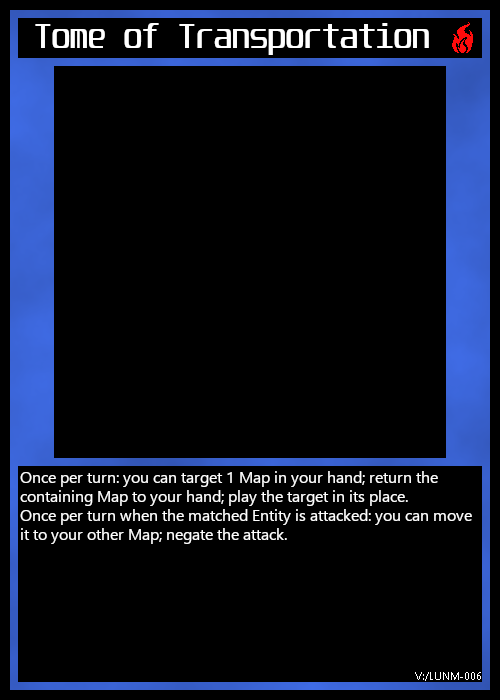 Tome of Transportation
Once per turn: you can target 1 Map in your hand; return the
containing Map to your hand; play the target in its place.
Once per turn when the matched Entity is attacked: you can move
it to your other Map; negate the attack.
V:/LUNM-006